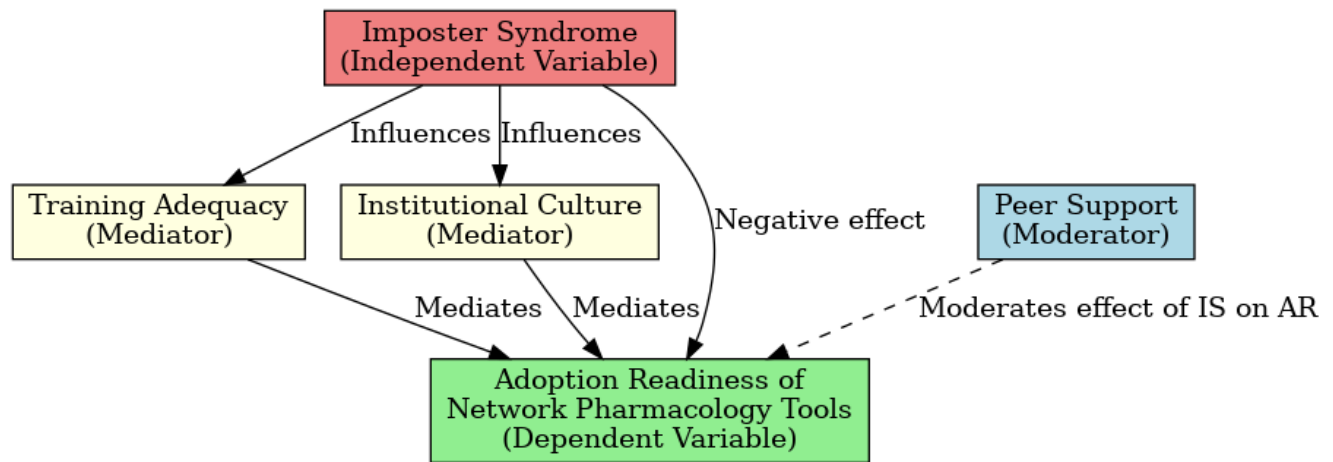 Imposter Syndrome
(Independent Variable)
Influences
Influences
Training Adequacy
(Mediator)
Institutional Culture
(Mediator)
Negative effect
Peer Support
(Moderator)
Mediates
Mediates
Moderates effect of IS on AR
Adoption Readiness of
Network Pharmacology Tools
(Dependent Variable)